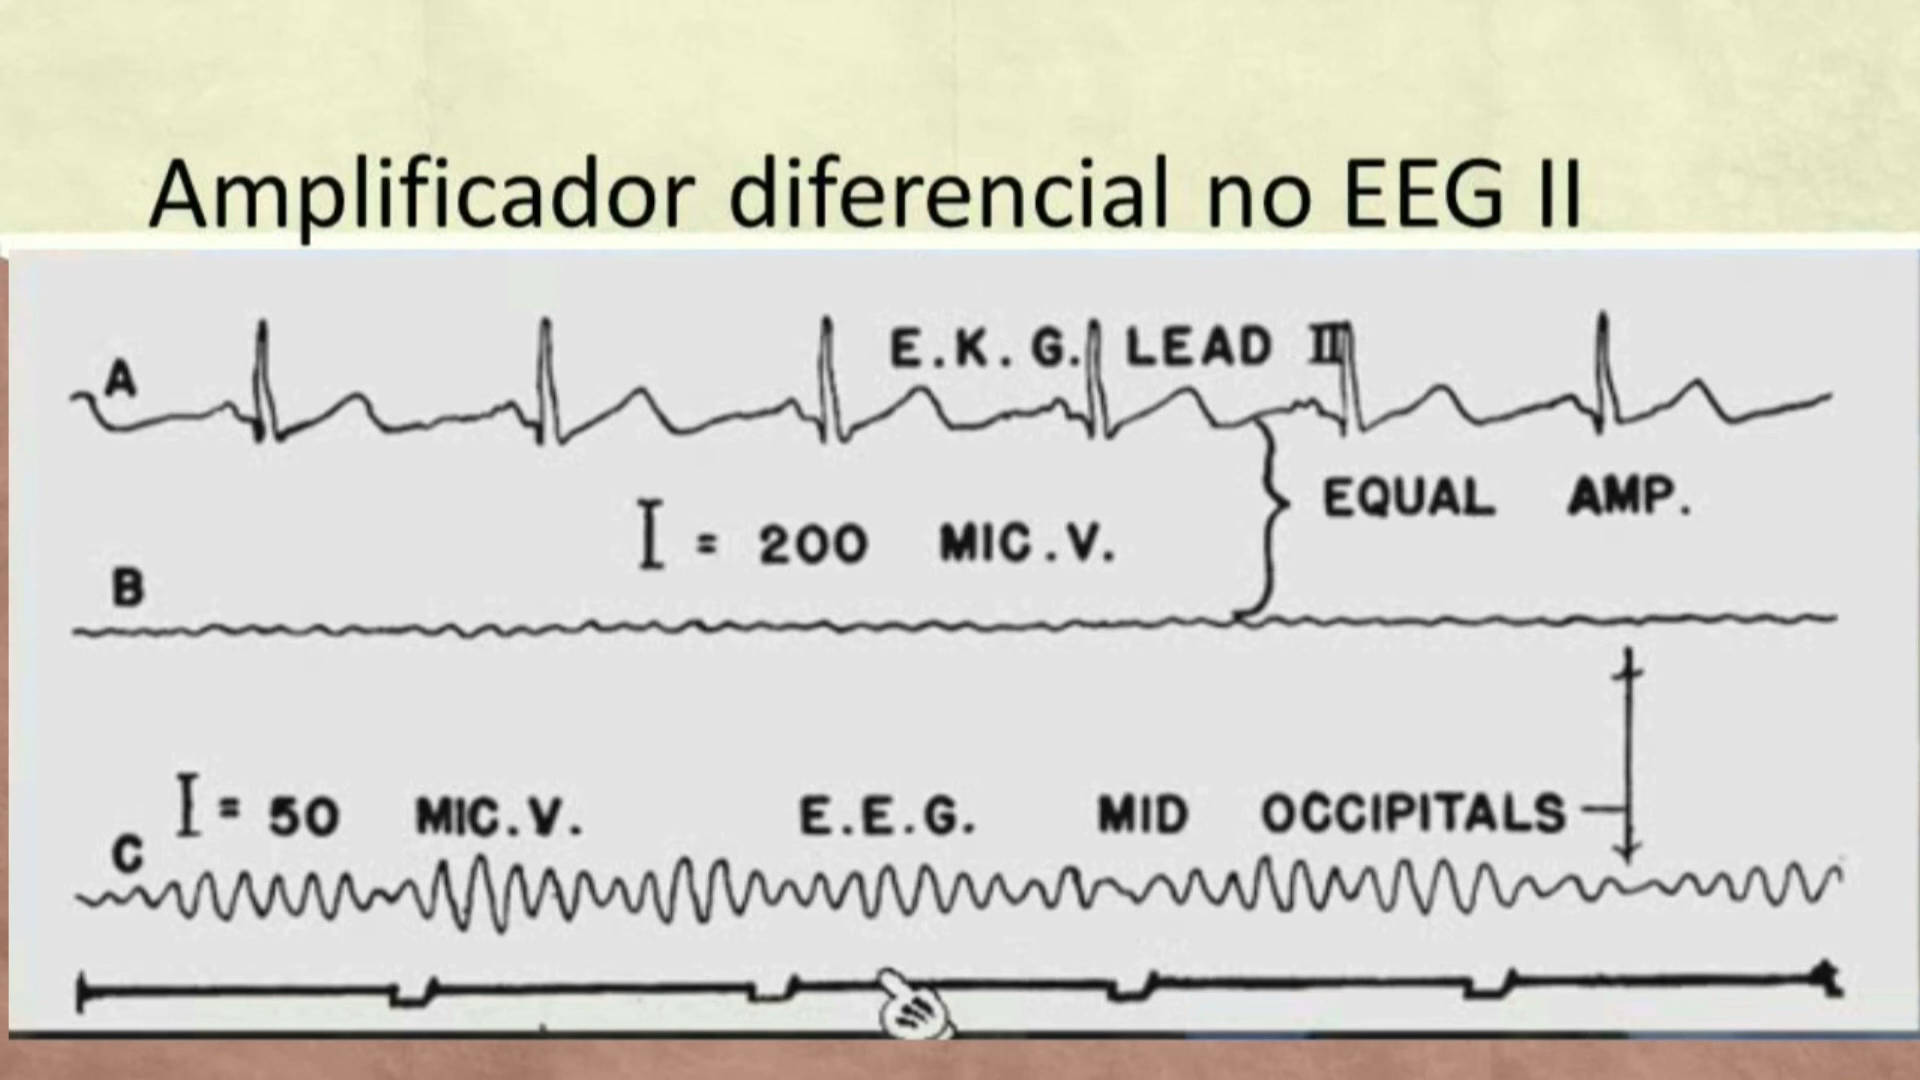 Amplificador diferencial no EEG II
A
E.K.G. LEAD II
EQUAL AMP.
I = 200 MIC.V.
B
I = 50 MIC.V. E.E.G. MID OCCIPITALS
C